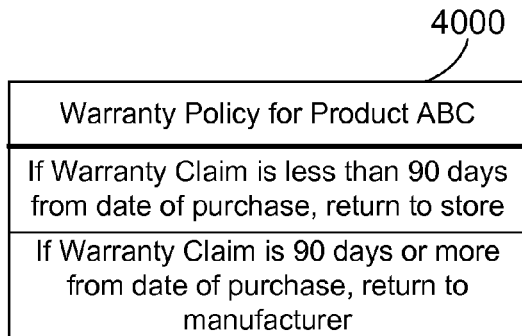 4000
Warranty Policy for Product ABC
If Warranty Claim is less than 90 days
from date of purchase, return to store
If Warranty Claim is 90 days or more
from date of purchase, return to
manufacturer